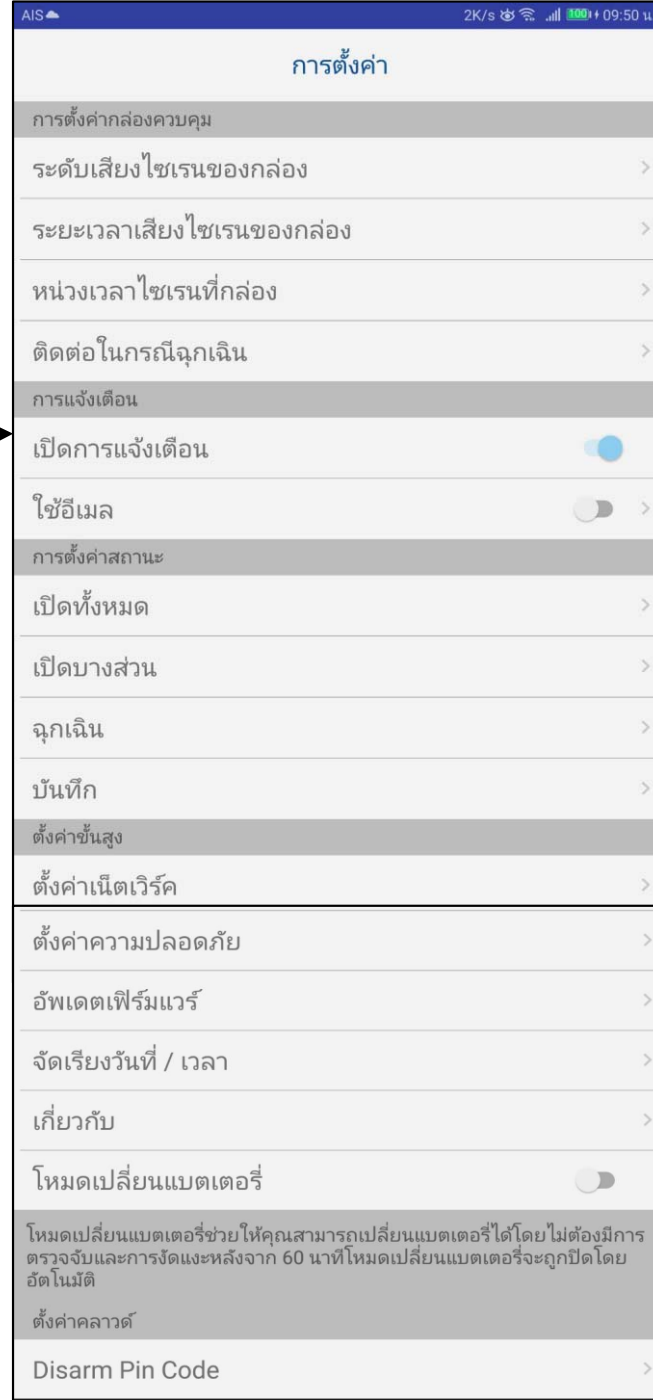 AIS 2K/s 100 09:50 น
การตั้งค่า
การตั้งค่ากล่องควบคุม
ระดับเสียงไซเรนของกล่อง
ระยะเวลาเสียงไซเรนของกล่อง
หน่วงเวลาไซเรนที่กล่อง
ติดต่อในกรณีฉุกเฉิน
การแจ้งเตือน
เปิดการแจ้งเตือน
ใช้อีเมล
การตั้งค่าสถานะ
เปิดทั้งหมด
เปิดบางส่วน
ฉุกเฉิน
บันทึก
ตั้งค่าขั้นสูง
ตั้งค่าเน็ตเวิร์ค
ตั้งค่าความปลอดภัย
อัพเดตเฟิร์มแวร์
จัดเรียงวันที่ / เวลา
เกี่ยวกับ
โหมดเปลี่ยนแบตเตอรี่
โหมดเปลี่ยนแบตเตอรี่ช่วยให้คุณสามารถเปลี่ยนแบตเตอรี่ได้โดยไม่ต้องมีการ
ตรวจจับและการงัดแงะหลังจาก 60 นาทีโหมดเปลี่ยนแบตเตอรี่จะถูกปิดโดย
อัตโนมัติ
ตั้งค่าคลาวด์
Disarm Pin Code